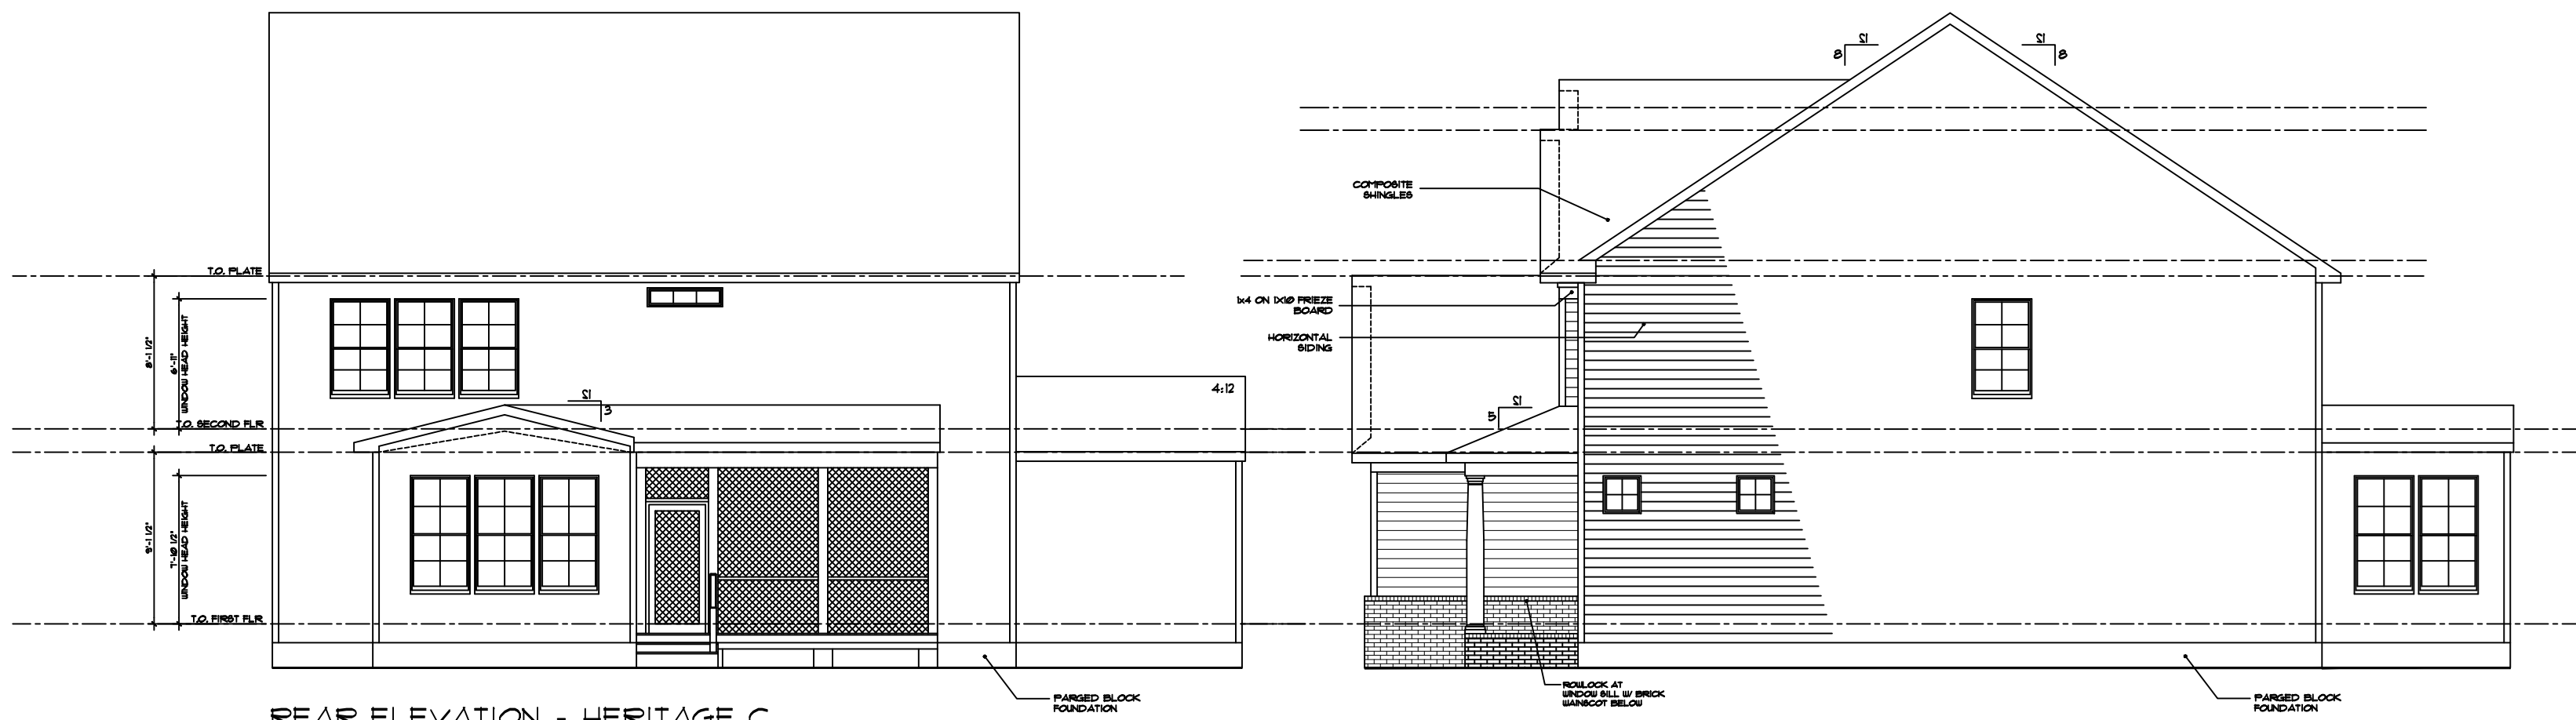 T.O. PLATE
8'-1 1/2"
6'-11"
WINDOW HEAD HEIGHT
T.O. SECOND FLR
T.O. PLATE
9'-1 1/2"
7'-10 1/2"
WINDOW HEAD HEIGHT
T.O. FIRST FLR
12
3
4:12
PARGED BLOCK
FOUNDATION
REAR ELEVATION - HERITAGE C
12
8
12
8
COMPOSITE
SHINGLES
1x4 ON 1X10 FRIEZE
BOARD
HORIZONTAL
SIDING
12
5
ROWLOCK AT
WINDOW SILL W/ BRICK
WAINSCOT BELOW
PARGED BLOCK
FOUNDATION